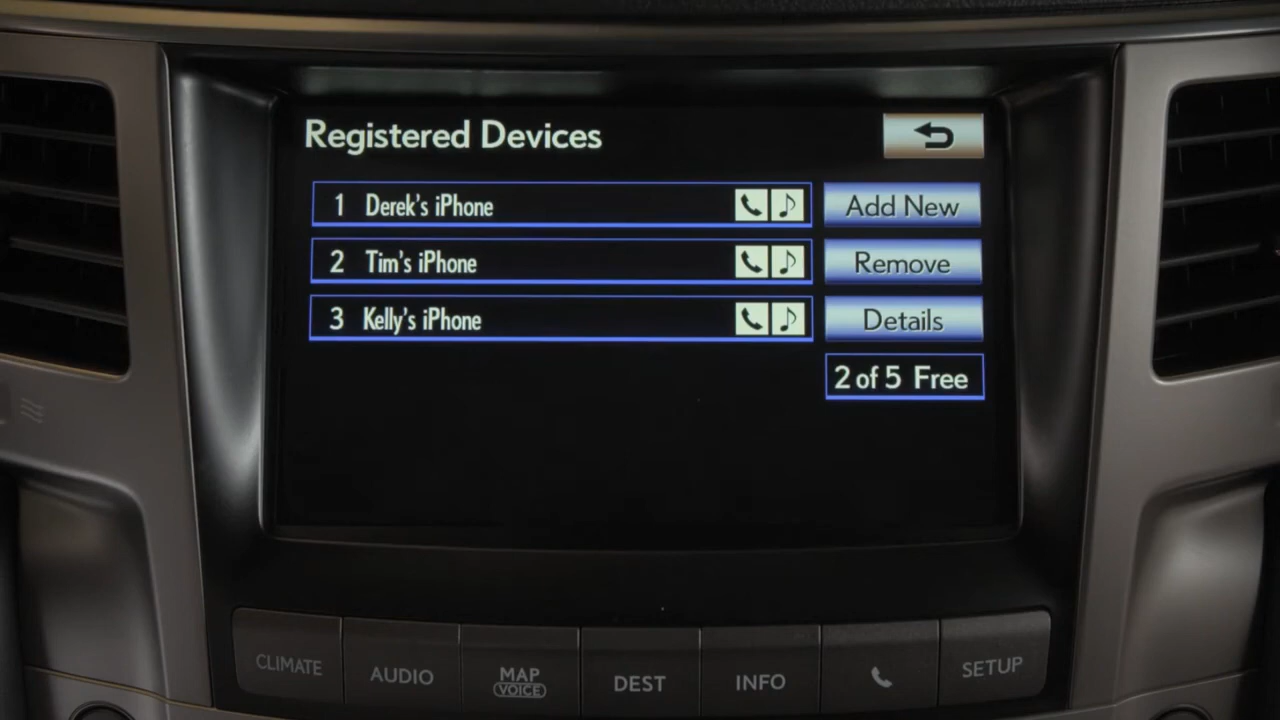 Registered Devices
1 Derek's iPhone
Add New
2 Tim's iPhone
Remove
3 Kelly's iPhone
Details
2 of 5 Free
CLIMATE
AUDIO
MAP
VOICE
DEST
INFO
SETUP